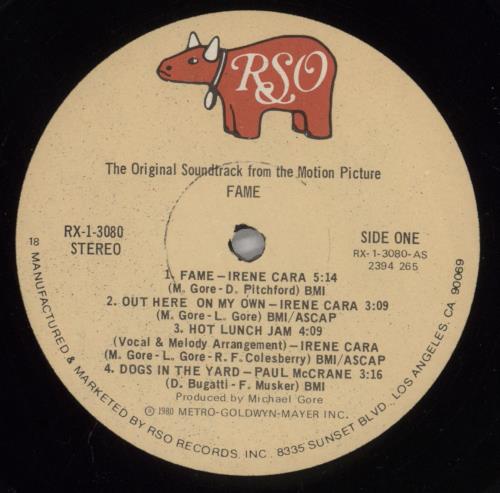 RSO
The Original Soundtrack from the Motion Picture
FAME
RX-1-3080
STEREO
SIDE ONE
RX-1-3080-AS
2394 265
1. FAME – IRENE CARA 5:14
(M. Gore - D. Pitchford) BMI
2. OUT HERE ON MY OWN – IRENE CARA 3:09
(M. Gore - L. Gore) BMI/ASCAP
3. HOT LUNCH JAM 4:09
(Vocal & Melody Arrangement) – IRENE CARA
(M. Gore - L. Gore - R. F. Colesberry) BMI/ASCAP
4. DOGS IN THE YARD – PAUL McCRANE 3:16
(D. Bugatti - F. Musker) BMI
Produced by Michael Gore
℗ 1980 METRO-GOLDWYN-MAYER INC.
18 MANUFACTURED & MARKETED BY RSO RECORDS, INC. 8335 SUNSET BLVD., LOS ANGELES, CA 90069